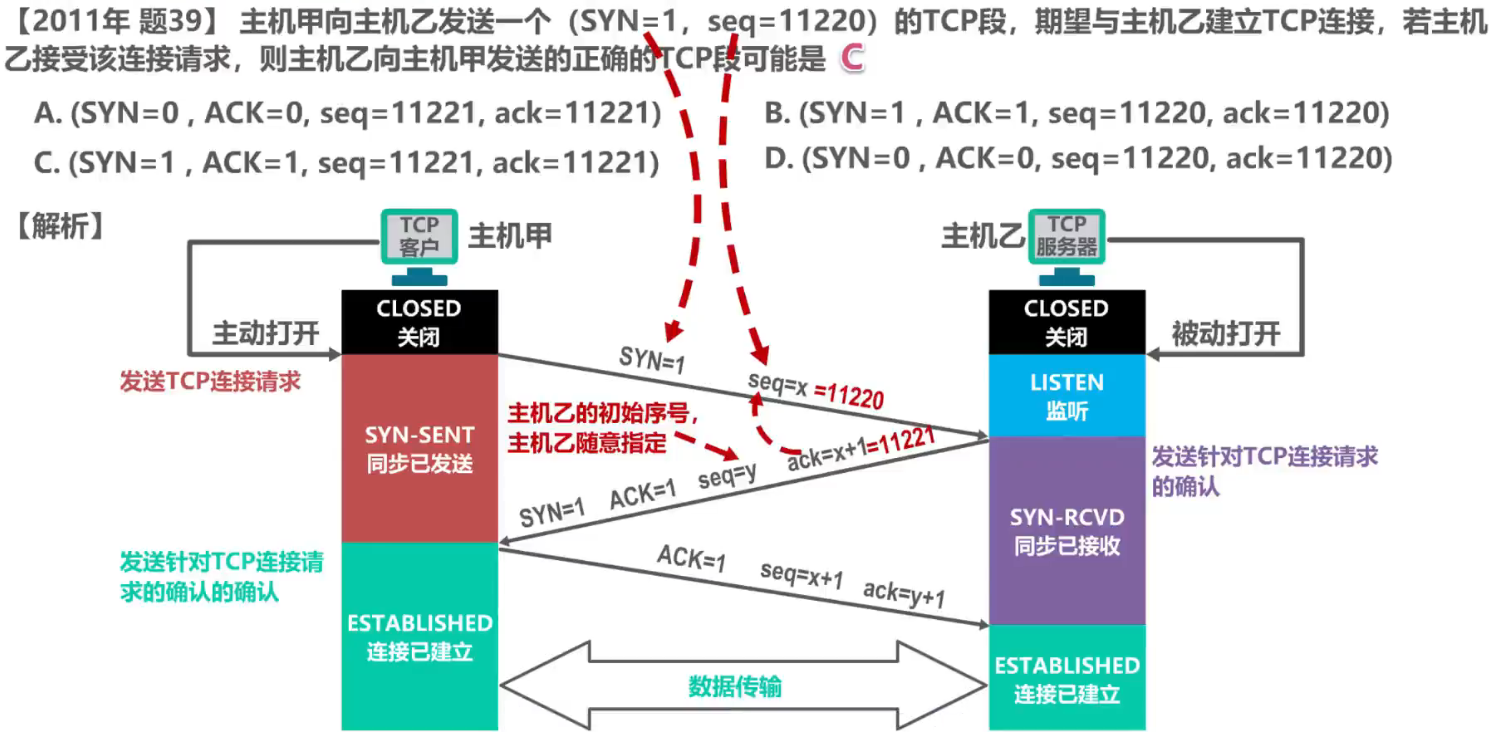 【2011年 题39】 主机甲向主机乙发送一个（SYN=1，seq=11220）的TCP段，期望与主机乙建立TCP连接，若主机
乙接受该连接请求，则主机乙向主机甲发送的正确的TCP段可能是 C
A. (SYN=0 , ACK=0, seq=11221, ack=11221)
B. (SYN=1 , ACK=1, seq=11220, ack=11220)
C. (SYN=1 , ACK=1, seq=11221, ack=11221)
D. (SYN=0 , ACK=0, seq=11220, ack=11220)
【解析】
TCP
客户
主机甲
主机乙
TCP
服务器
CLOSED
关闭
CLOSED
关闭
主动打开
被动打开
发送TCP连接请求
SYN=1 seq=x =11220
LISTEN
监听
主机乙的初始序号，
主机乙随意指定
SYN-SENT
同步已发送
SYN=1 ACK=1 seq=y ack=x+1=11221
发送针对TCP连接请求
的确认
SYN-RCVD
同步已接收
发送针对TCP连接请
求的确认的确认
ACK=1 seq=x+1 ack=y+1
ESTABLISHED
连接已建立
ESTABLISHED
连接已建立
数据传输